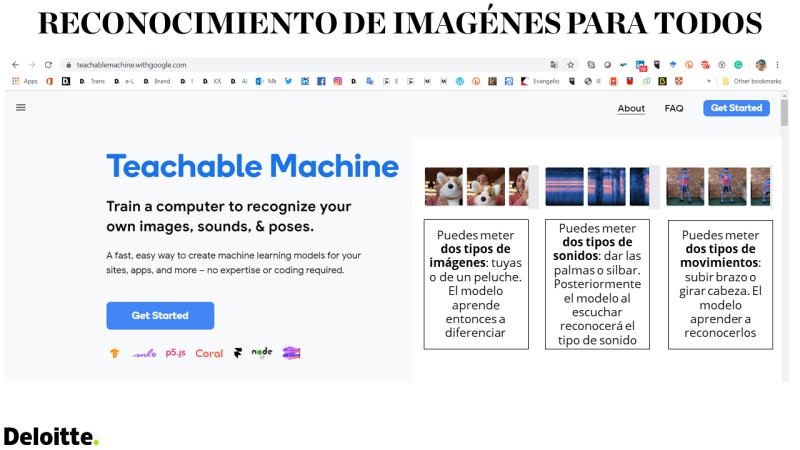 RECONOCIMIENTO DE IMAGÉNES PARA TODOS
teachablemachine.withgoogle.com
Apps
Trans
e-L
Brand
I
KX
AI
Mk
Evangelio
IE
Other bookmarks
About FAQ Get Started
Teachable Machine
Train a computer to recognize your
own images, sounds, & poses.
A fast, easy way to create machine learning models for your
sites, apps, and more – no expertise or coding required.
Get Started
p5.js Coral node
Puedes meter
dos tipos de
imágenes: tuyas
o de un peluche.
El modelo
aprende
entonces a
diferenciar
Puedes meter
dos tipos de
sonidos: dar las
palmas o silbar.
Posteriormente
el modelo al
escuchar
reconocerá el
tipo de sonido
Puedes meter
dos tipos de
movimientos:
subir brazo o
girar cabeza. El
modelo
aprender a
reconocerlos
Deloitte.